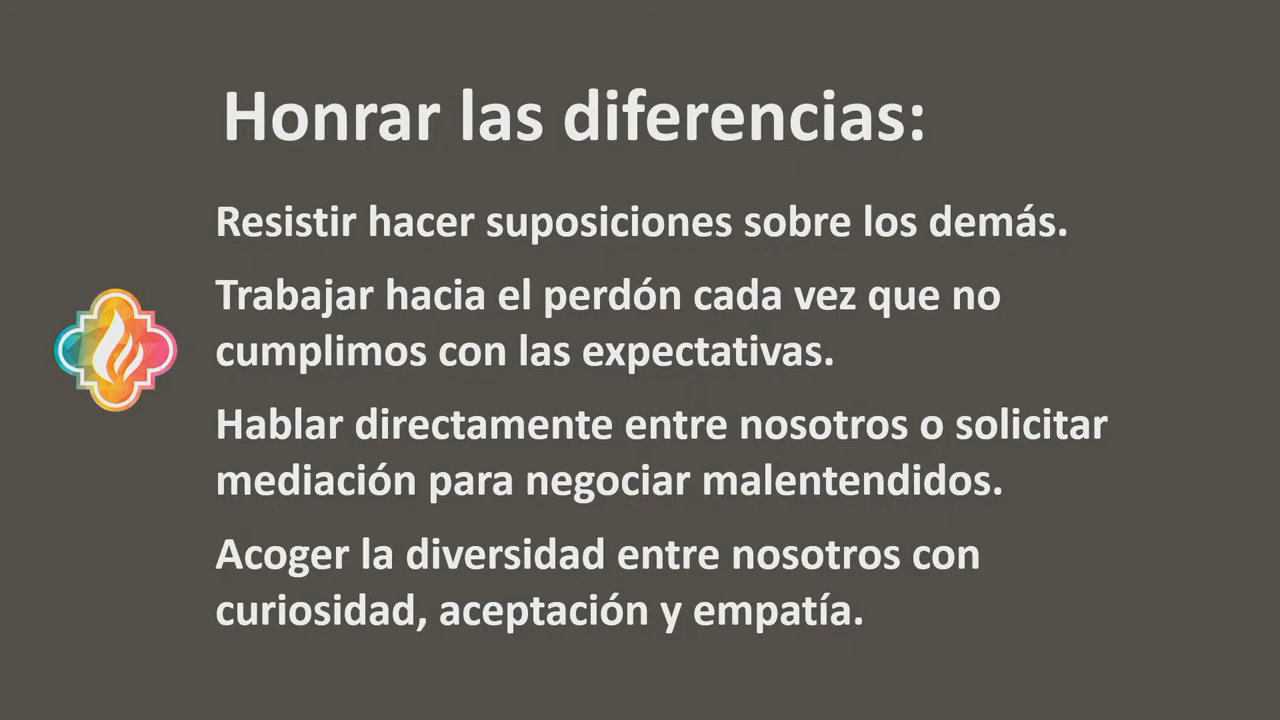 Honrar las diferencias:
Resistir hacer suposiciones sobre los demás.
Trabajar hacia el perdón cada vez que no
cumplimos con las expectativas.
Hablar directamente entre nosotros o solicitar
mediación para negociar malentendidos.
Acoger la diversidad entre nosotros con
curiosidad, aceptación y empatía.